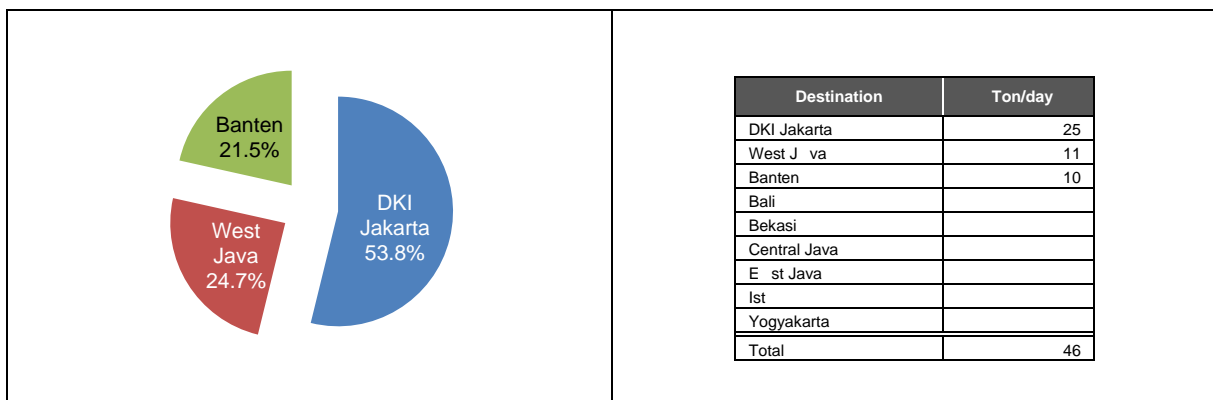 Banten
21.5%
DKI
Jakarta
53.8%
West
Java
24.7%
Destination Ton/day
DKI Jakarta 25
West J va 11
Banten 10
Bali
Bekasi
Central Java
E st Java
Ist
Yogyakarta
Total 46